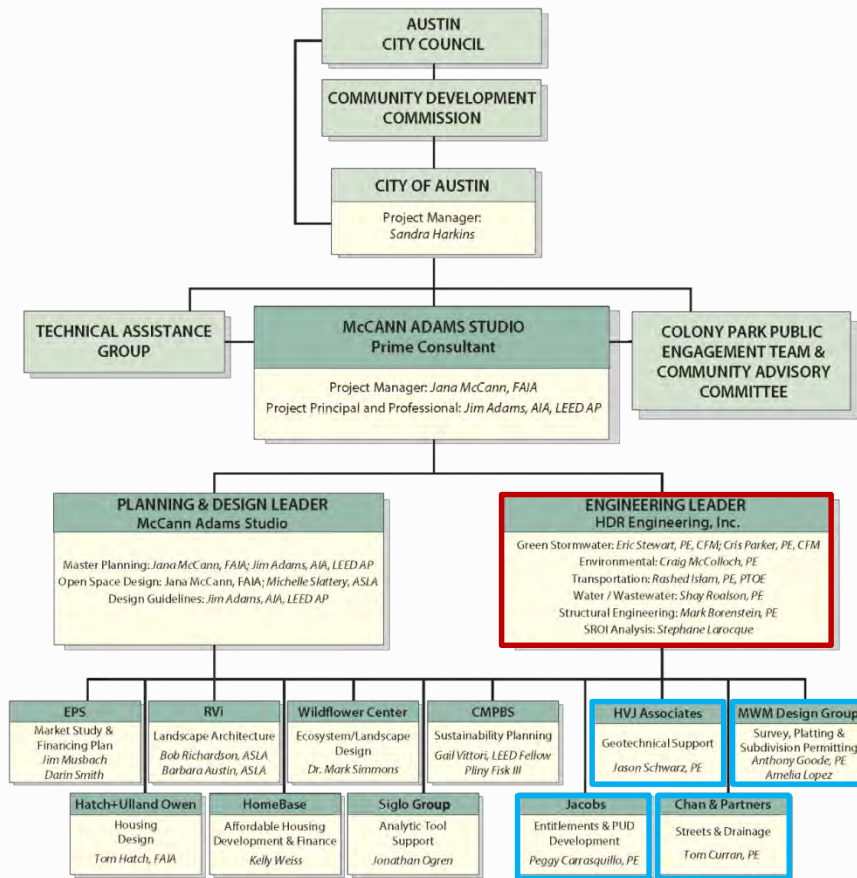 AUSTIN
CITY COUNCIL
COMMUNITY DEVELOPMENT
COMMISSION
CITY OF AUSTIN
Project Manager:
Sandra Harkins
TECHNICAL ASSISTANCE
GROUP
McCANN ADAMS STUDIO
Prime Consultant
Project Manager: Jana McCann, FAIA
Project Principal and Professional: Jim Adams, AIA, LEED AP
COLONY PARK PUBLIC
ENGAGEMENT TEAM &
COMMUNITY ADVISORY
COMMITTEE
PLANNING & DESIGN LEADER
McCann Adams Studio
Master Planning: Jana McCann, FAIA; Jim Adams, AIA, LEED AP
Open Space Design: Jana McCann, FAIA; Michelle Slattery, ASLA
Design Guidelines: Jim Adams, AIA, LEED AP
ENGINEERING LEADER
HDR Engineering, Inc.
Green Stormwater: Eric Stewart, PE, CFM; Cris Parker, PE, CFM
Environmental: Craig McColloch, PE
Transportation: Rashed Islam, PE, PTOE
Water / Wastewater: Shay Roalson, PE
Structural Engineering: Mark Borenstein, PE
SROI Analysis: Stephane Larocque
EPS
Market Study &
Financing Plan
Jim Musbach
Darin Smith
RVi
Landscape Architecture
Bob Richardson, ASLA
Barbara Austin, ASLA
Wildflower Center
Ecosystem/Landscape
Design
Dr. Mark Simmons
CMPBS
Sustainability Planning
Gail Vittori, LEED Fellow
Pliny Fisk III
HVJ Associates
Geotechnical Support
Jason Schwarz, PE
MWM Design Group
Survey, Platting &
Subdivision Permitting
Anthony Goode, PE
Amelia Lopez
Hatch+Ulland Owen
Housing
Design
Tom Hatch, FAIA
HomeBase
Affordable Housing
Development & Finance
Kelly Weiss
Siglo Group
Analytic Tool
Support
Jonathan Ogren
Jacobs
Entitlements & PUD
Development
Peggy Carrasquillo, PE
Chan & Partners
Streets & Drainage
Tom Curran, PE